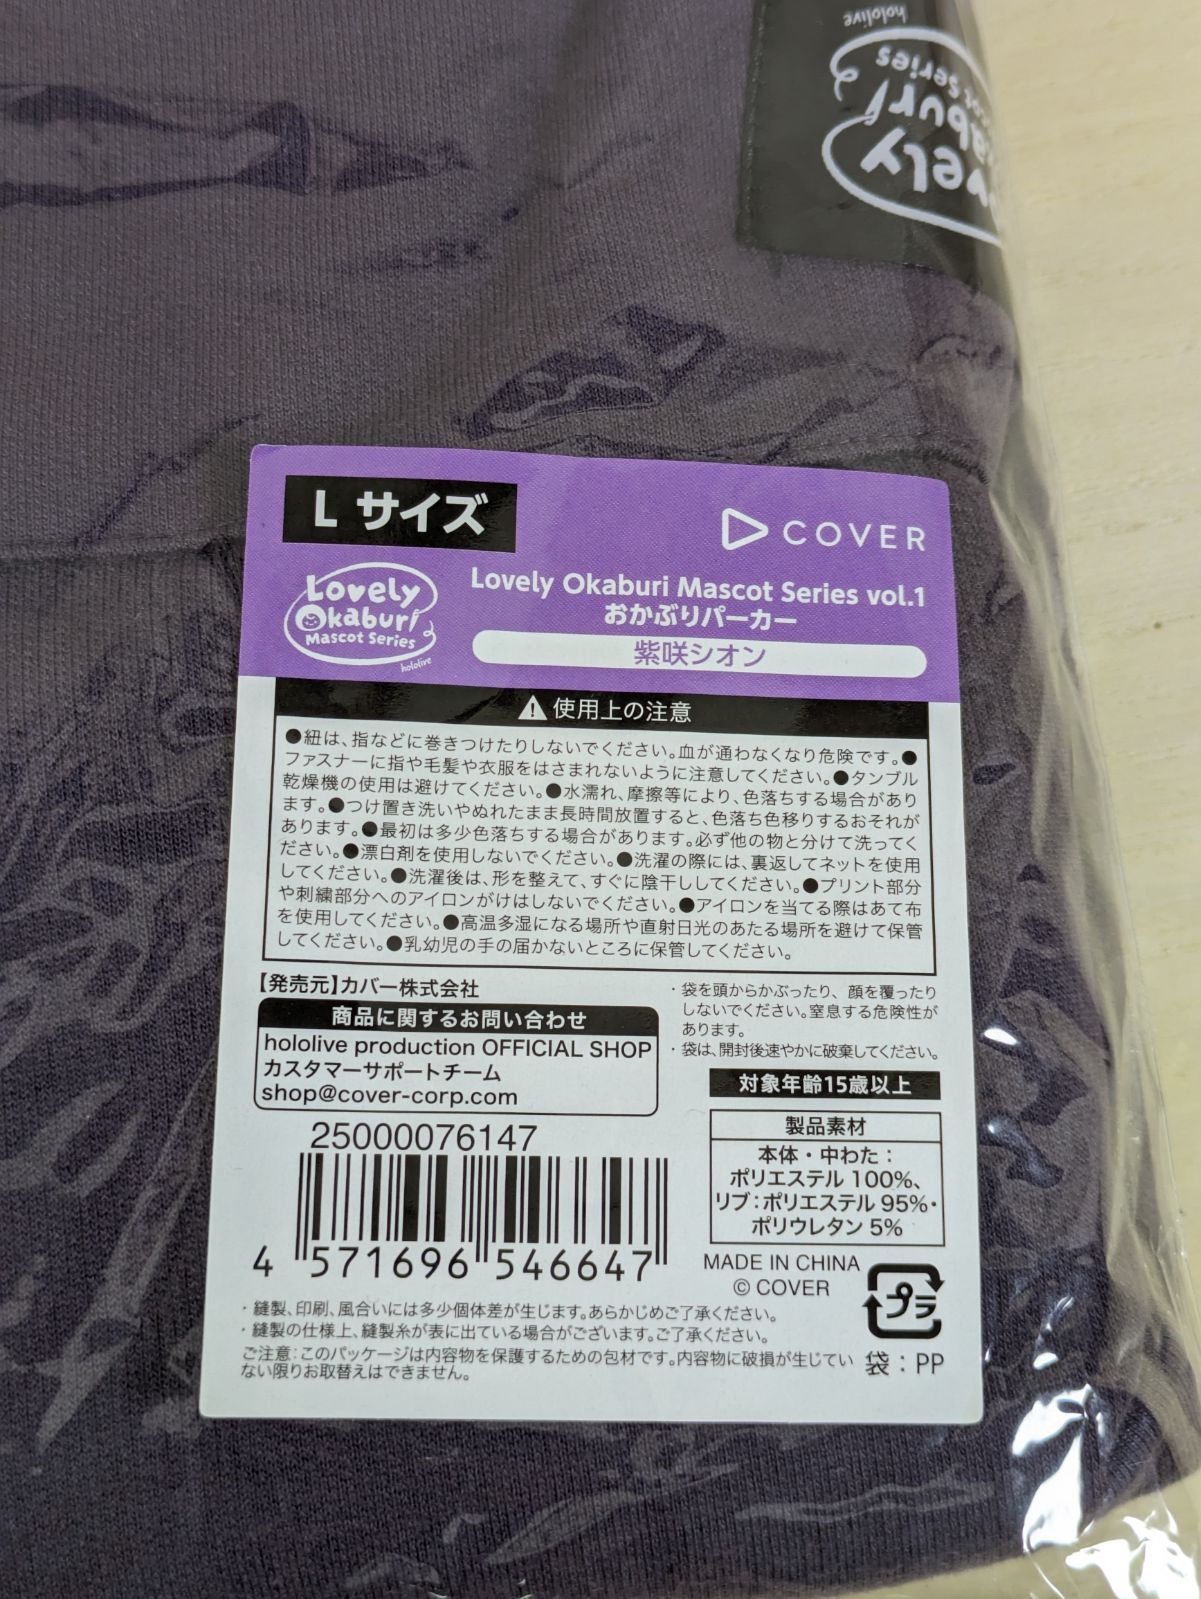 hololive
Lovely
Okaburi
Mascot Series
L サイズ
COVER
Lovely
Okaburi
Mascot Series
hololive
Lovely Okaburi Mascot Series vol.1
おかぶりパーカー
紫咲シオン
使用上の注意
●紐は、指などに巻きつけたりしないでください。血が通わなくなり危険です。●
ファスナーに指や毛髪や衣服をはさまれないように注意してください。●タンブル
乾燥機の使用は避けてください。●水濡れ、摩擦等により、色落ちする場合があり
ます。●つけ置き洗いやぬれたまま長時間放置すると、色落ち色移りするおそれが
あります。●最初は多少色落ちする場合があります。必ず他の物と分けて洗ってく
ださい。●漂白剤を使用しないでください。●洗濯の際には、裏返してネットを使用
してください。●洗濯後は、形を整えて、すぐに陰干ししてください。●プリント部分
や刺繍部分へのアイロンがけはしないでください。●アイロンを当てる際はあて布
を使用してください。●高温多湿になる場所や直射日光のあたる場所を避けて保管
してください。●乳幼児の手の届かないところに保管してください。
【発売元】カバー株式会社
商品に関するお問い合わせ
hololive production OFFICIAL SHOP
カスタマーサポートチーム
shop@cover-corp.com
・袋を頭からかぶったり、顔を覆ったり
しないでください。窒息する危険性が
あります。
・袋は、開封後速やかに破棄してください。
対象年齢15歳以上
製品素材
本体・中わた：
ポリエステル 100%、
リブ：ポリエステル 95%・
ポリウレタン 5%
25000076147
4 571696 546647
MADE IN CHINA
© COVER
プラ
袋：PP
・縫製、印刷、風合いには多少個体差が生じます。あらかじめご了承ください。
・縫製の仕様上、縫製糸が表に出ている場合がございます。ご了承ください。
ご注意：このパッケージは内容物を保護するための包材です。内容物に破損が生じてい
ない限りお取替えはできません。